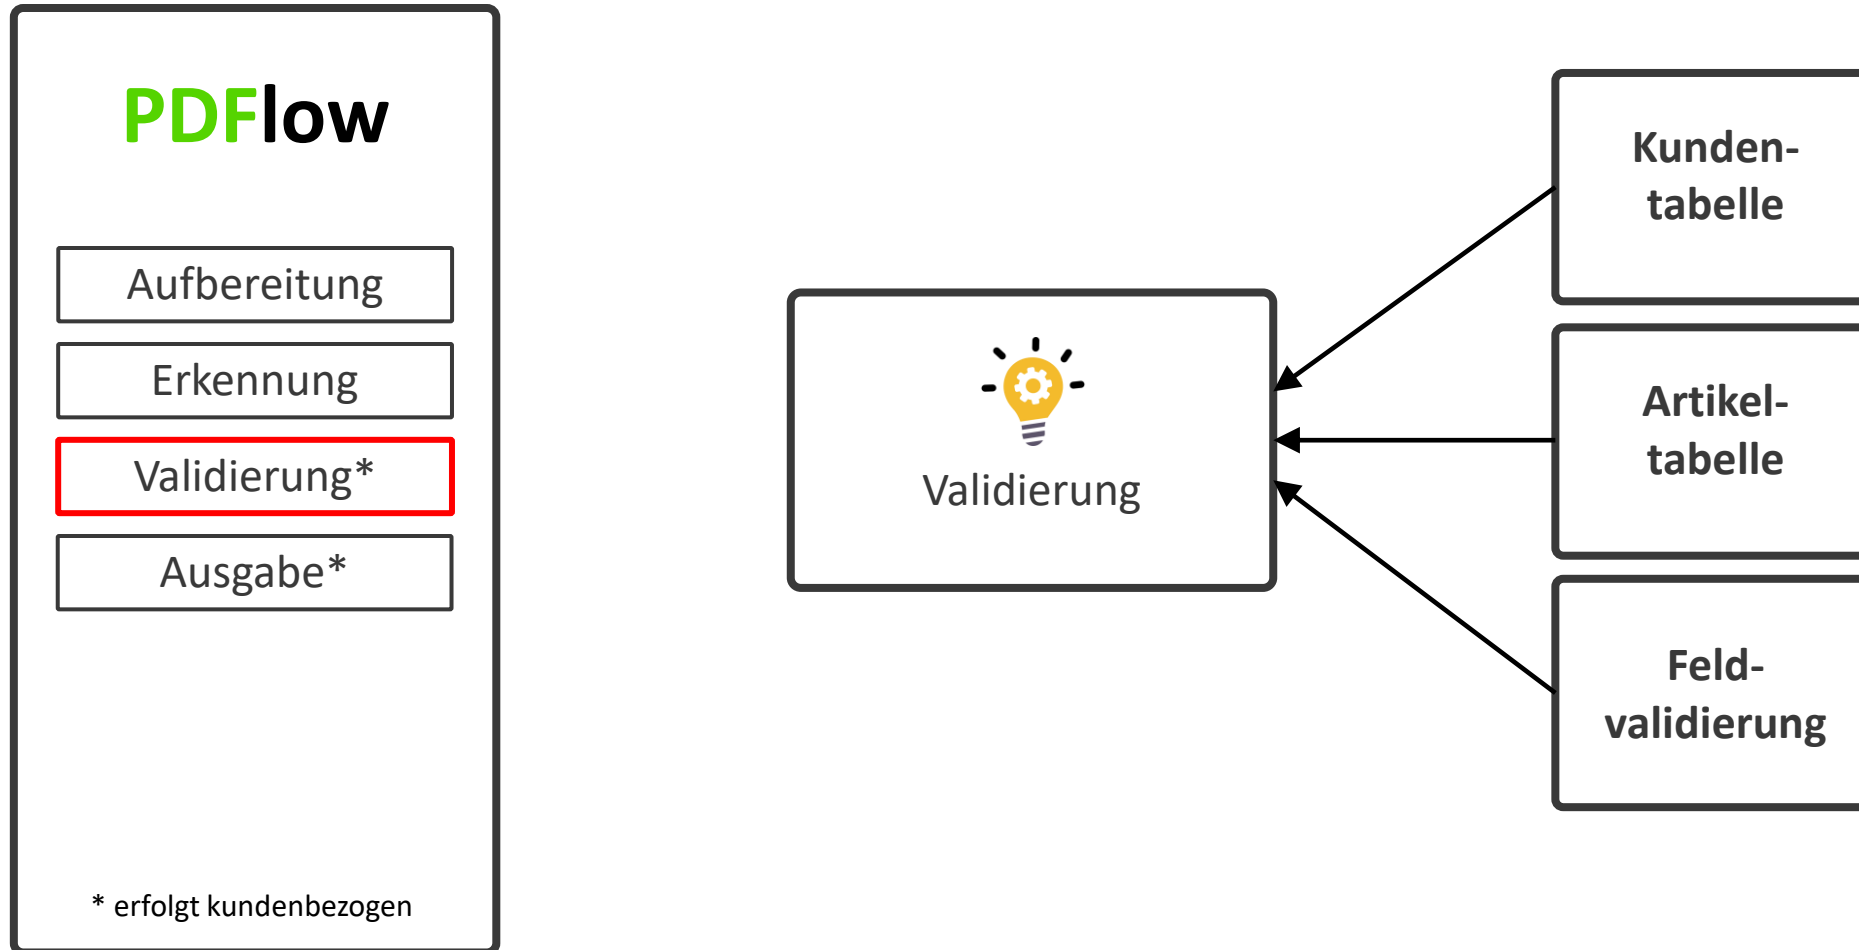 PDFlow
Aufbereitung
Erkennung
Validierung*
Ausgabe*
* erfolgt kundenbezogen
Validierung
Kunden-
tabelle
Artikel-
tabelle
Feld-
validierung